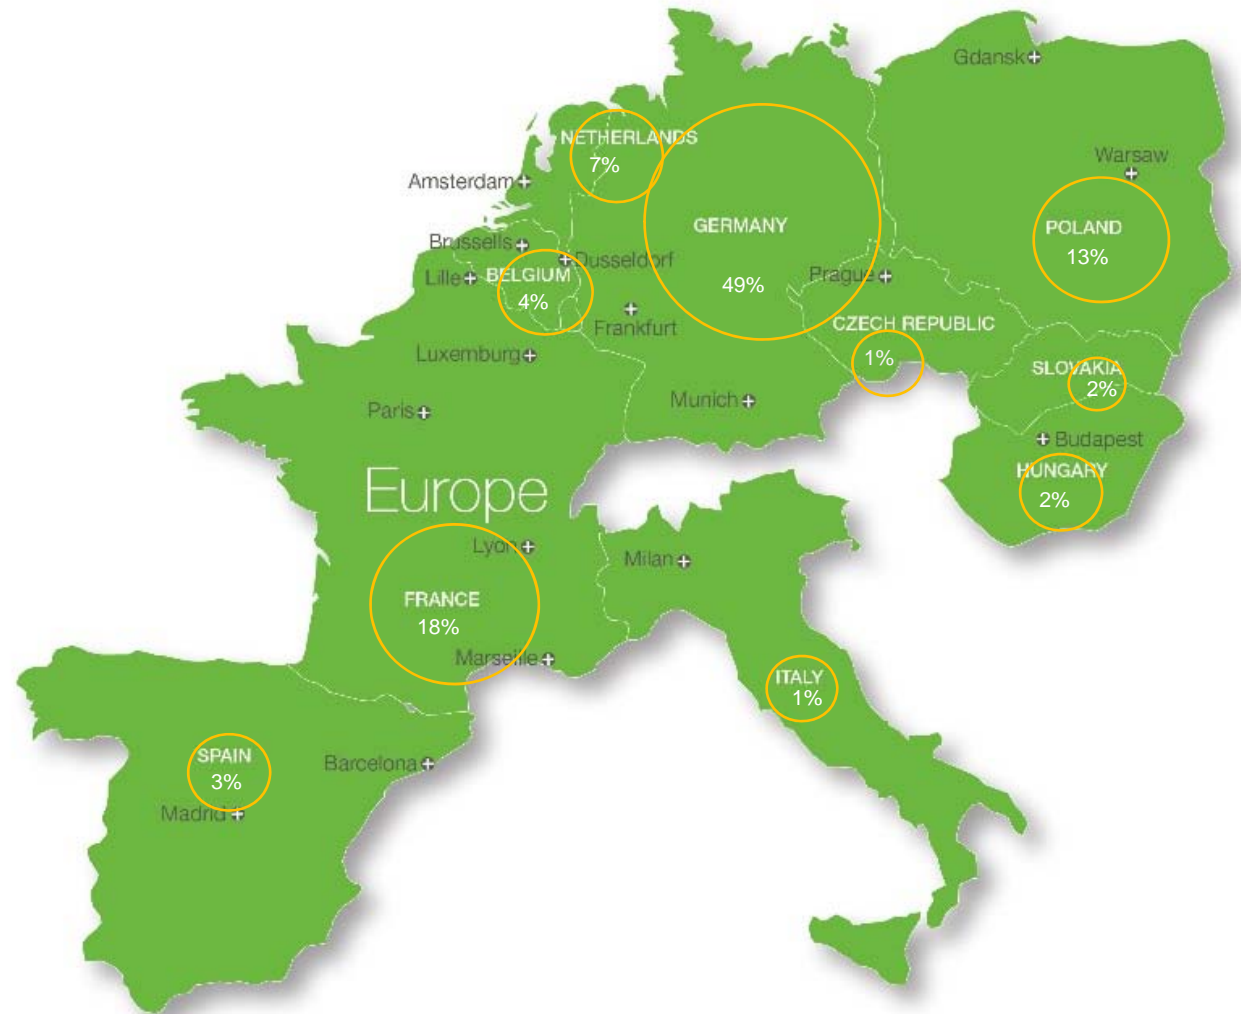 Gdansk
NETHERLANDS
7%
Warsaw
Amsterdam
GERMANY
49%
POLAND
13%
Brussells
Dusseldorf
Lille
BELGIUM
4%
Prague
Frankfurt
CZECH REPUBLIC
1%
Luxemburg
SLOVAKIA
2%
Paris
Munich
Budapest
HUNGARY
2%
Europe
Lyon
Milan
FRANCE
18%
Marseille
ITALY
1%
SPAIN
3%
Barcelona
Madrid